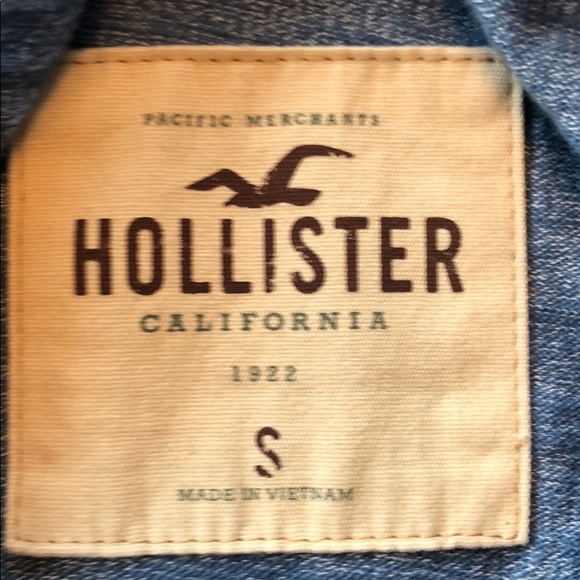 PACIFIC MERCHANTS
HOLLISTER
CALIFORNIA
1922
S
MADE IN VIETNAM